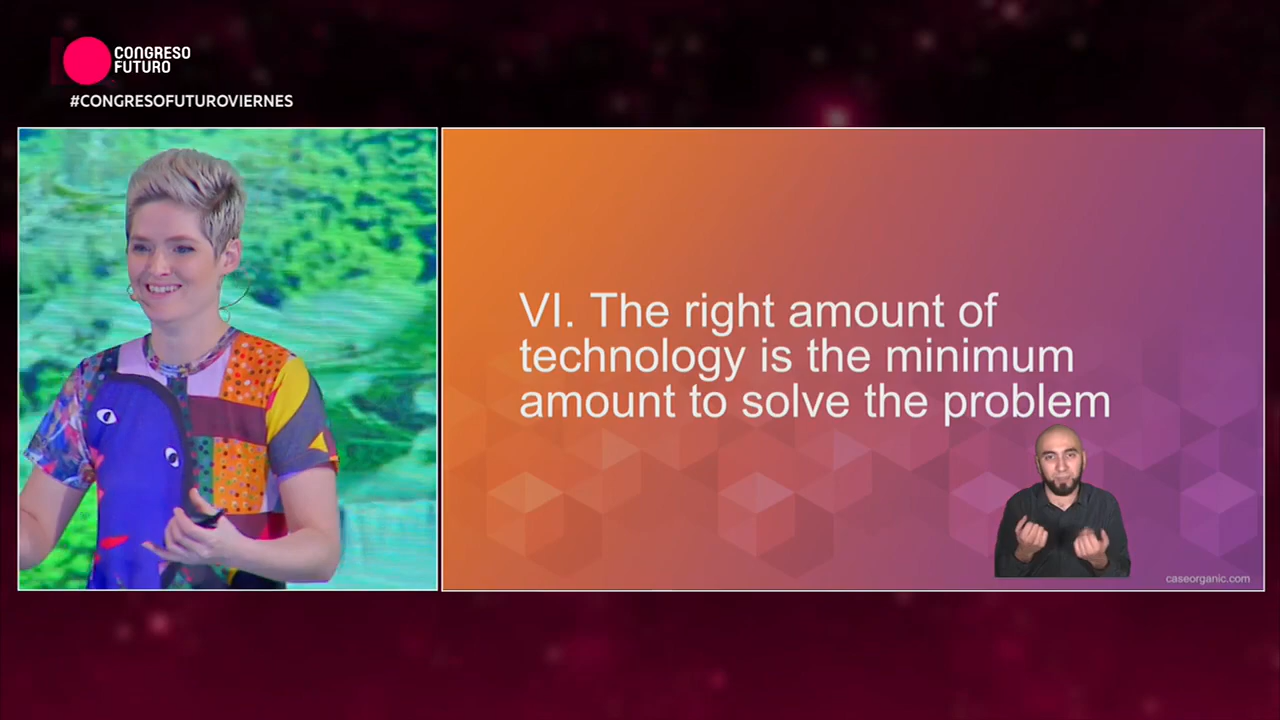 CONGRESO
FUTURO
#CONGRESOFUTUROVIERNES
VI. The right amount of
technology is the minimum
amount to solve the problem
caseorganic.com